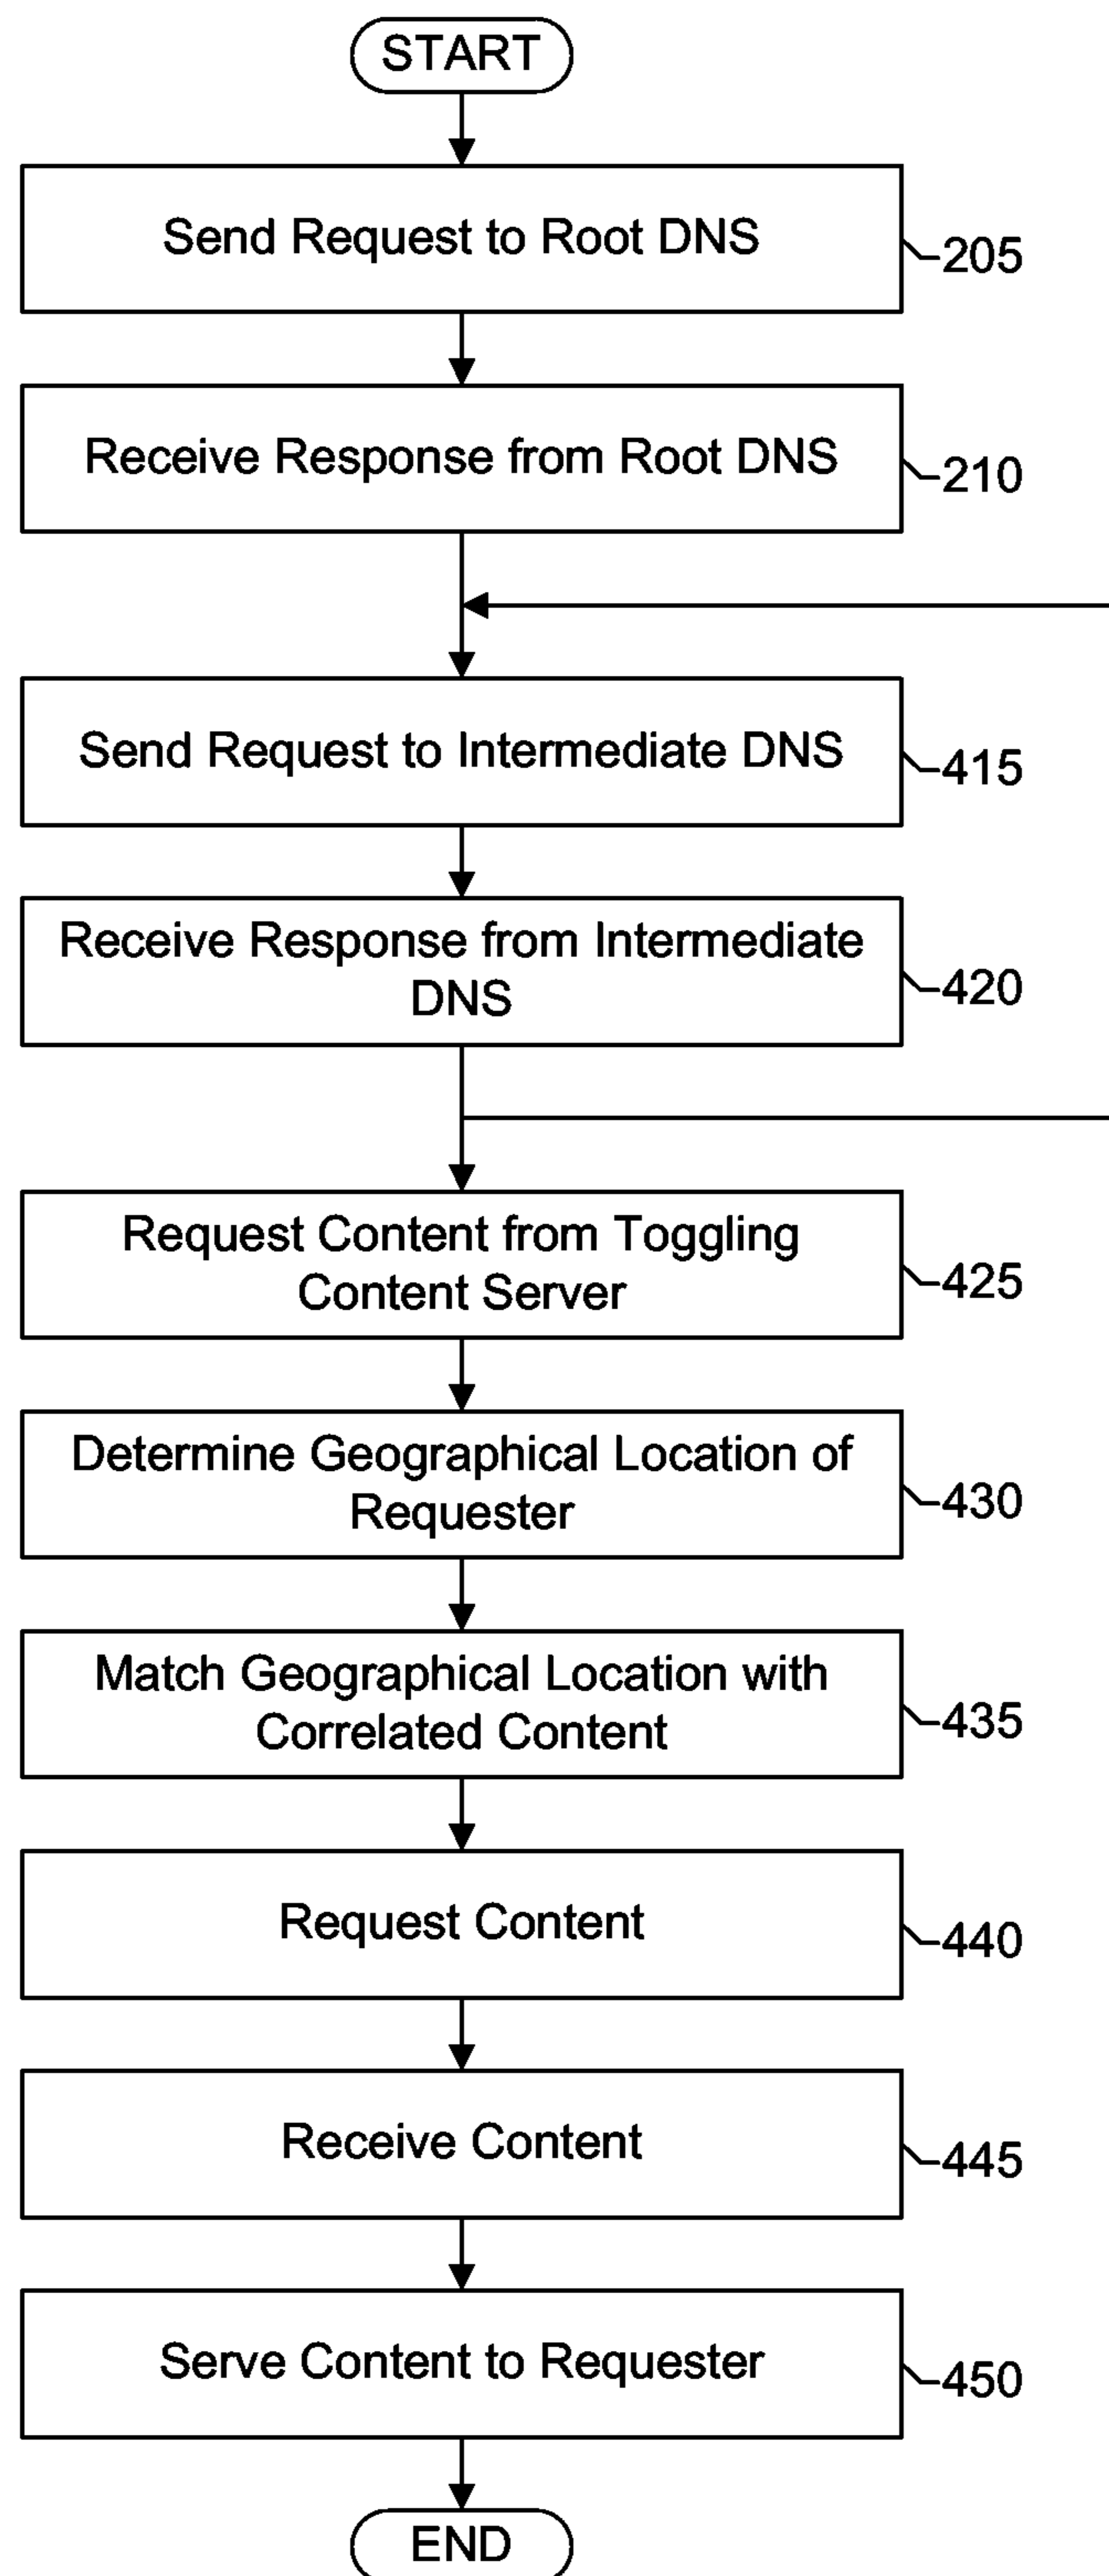 START
Send Request to Root DNS
205
Receive Response from Root DNS
210
Send Request to Intermediate DNS
415
Receive Response from Intermediate
DNS
420
Request Content from Toggling
Content Server
425
Determine Geographical Location of
Requester
430
Match Geographical Location with
Correlated Content
435
Request Content
440
Receive Content
445
Serve Content to Requester
450
END